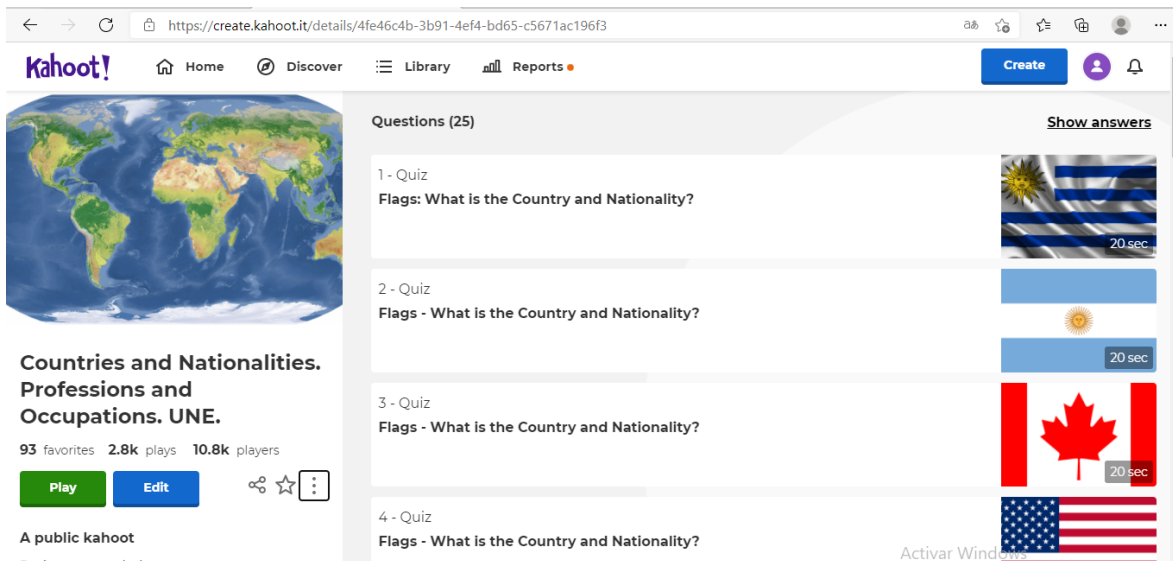 https://create.kahoot.it/details/4fe46c4b-3b91-4ef4-bd65-c5671ac196f3
Kahoot! Home Discover Library Reports Create
Countries and Nationalities.
Professions and
Occupations. UNE.
93 favorites 2.8k plays 10.8k players
Play Edit
A public kahoot
Questions (25) Show answers
1 - Quiz
Flags: What is the Country and Nationality?
20 sec
2 - Quiz
Flags - What is the Country and Nationality?
20 sec
3 - Quiz
Flags - What is the Country and Nationality?
20 sec
4 - Quiz
Flags - What is the Country and Nationality?
Activar Windows